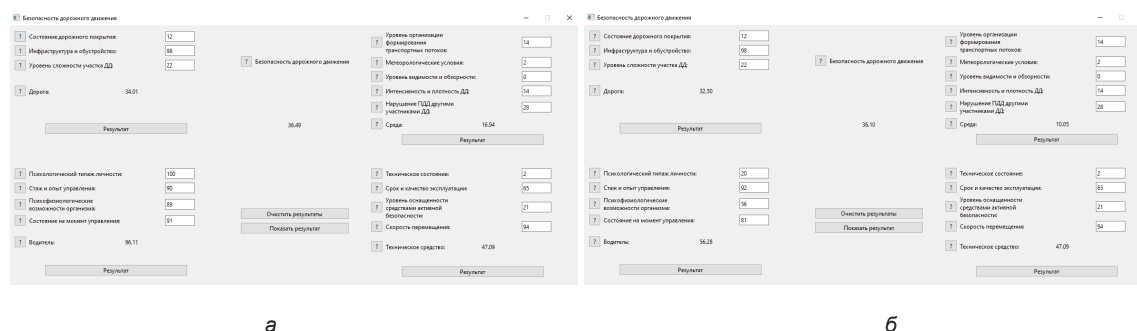 Безопасность дорожного движения
? Состояние дорожного покрытия: 12
? Инфраструктура и обустройство: 98
? Уровень сложности участка ДД: 22
? Дорога: 34.01
Результат
? Безопасность дорожного движения
36.49
? Уровень организации
формирования
транспортных потоков: 14
? Метеорологические условия: 2
? Уровень видимости и обзорности: 0
? Интенсивность и плотность ДД: 14
? Нарушение ПДД другими
участниками ДД: 28
? Среда: 16.94
Результат
? Психологический типаж личности: 100
? Стаж и опыт управления: 90
? Психофизиологические
возможности организма: 89
? Состояние на момент управления: 91
? Водитель: 96.11
Результат
Очистить результаты
Показать результат
? Техническое состояние: 2
? Срок и качество эксплуатации: 65
? Уровень оснащенности
средствами активной
безопасности: 21
? Скорость перемещения: 94
? Техническое средство: 47.09
Результат
а
Безопасность дорожного движения
? Состояние дорожного покрытия: 12
? Инфраструктура и обустройство: 98
? Уровень сложности участка ДД: 22
? Дорога: 32.50
Результат
? Безопасность дорожного движения
36.10
? Уровень организации
формирования
транспортных потоков: 14
? Метеорологические условия: 2
? Уровень видимости и обзорности: 0
? Интенсивность и плотность ДД: 14
? Нарушение ПДД другими
участниками ДД: 28
? Среда: 10.05
Результат
? Психологический типаж личности: 20
? Стаж и опыт управления: 92
? Психофизиологические
возможности организма: 56
? Состояние на момент управления: 81
? Водитель: 56.28
Результат
Очистить результаты
Показать результат
? Техническое состояние: 2
? Срок и качество эксплуатации: 65
? Уровень оснащенности
средствами активной
безопасности: 21
? Скорость перемещения: 94
? Техническое средство: 47.09
Результат
б